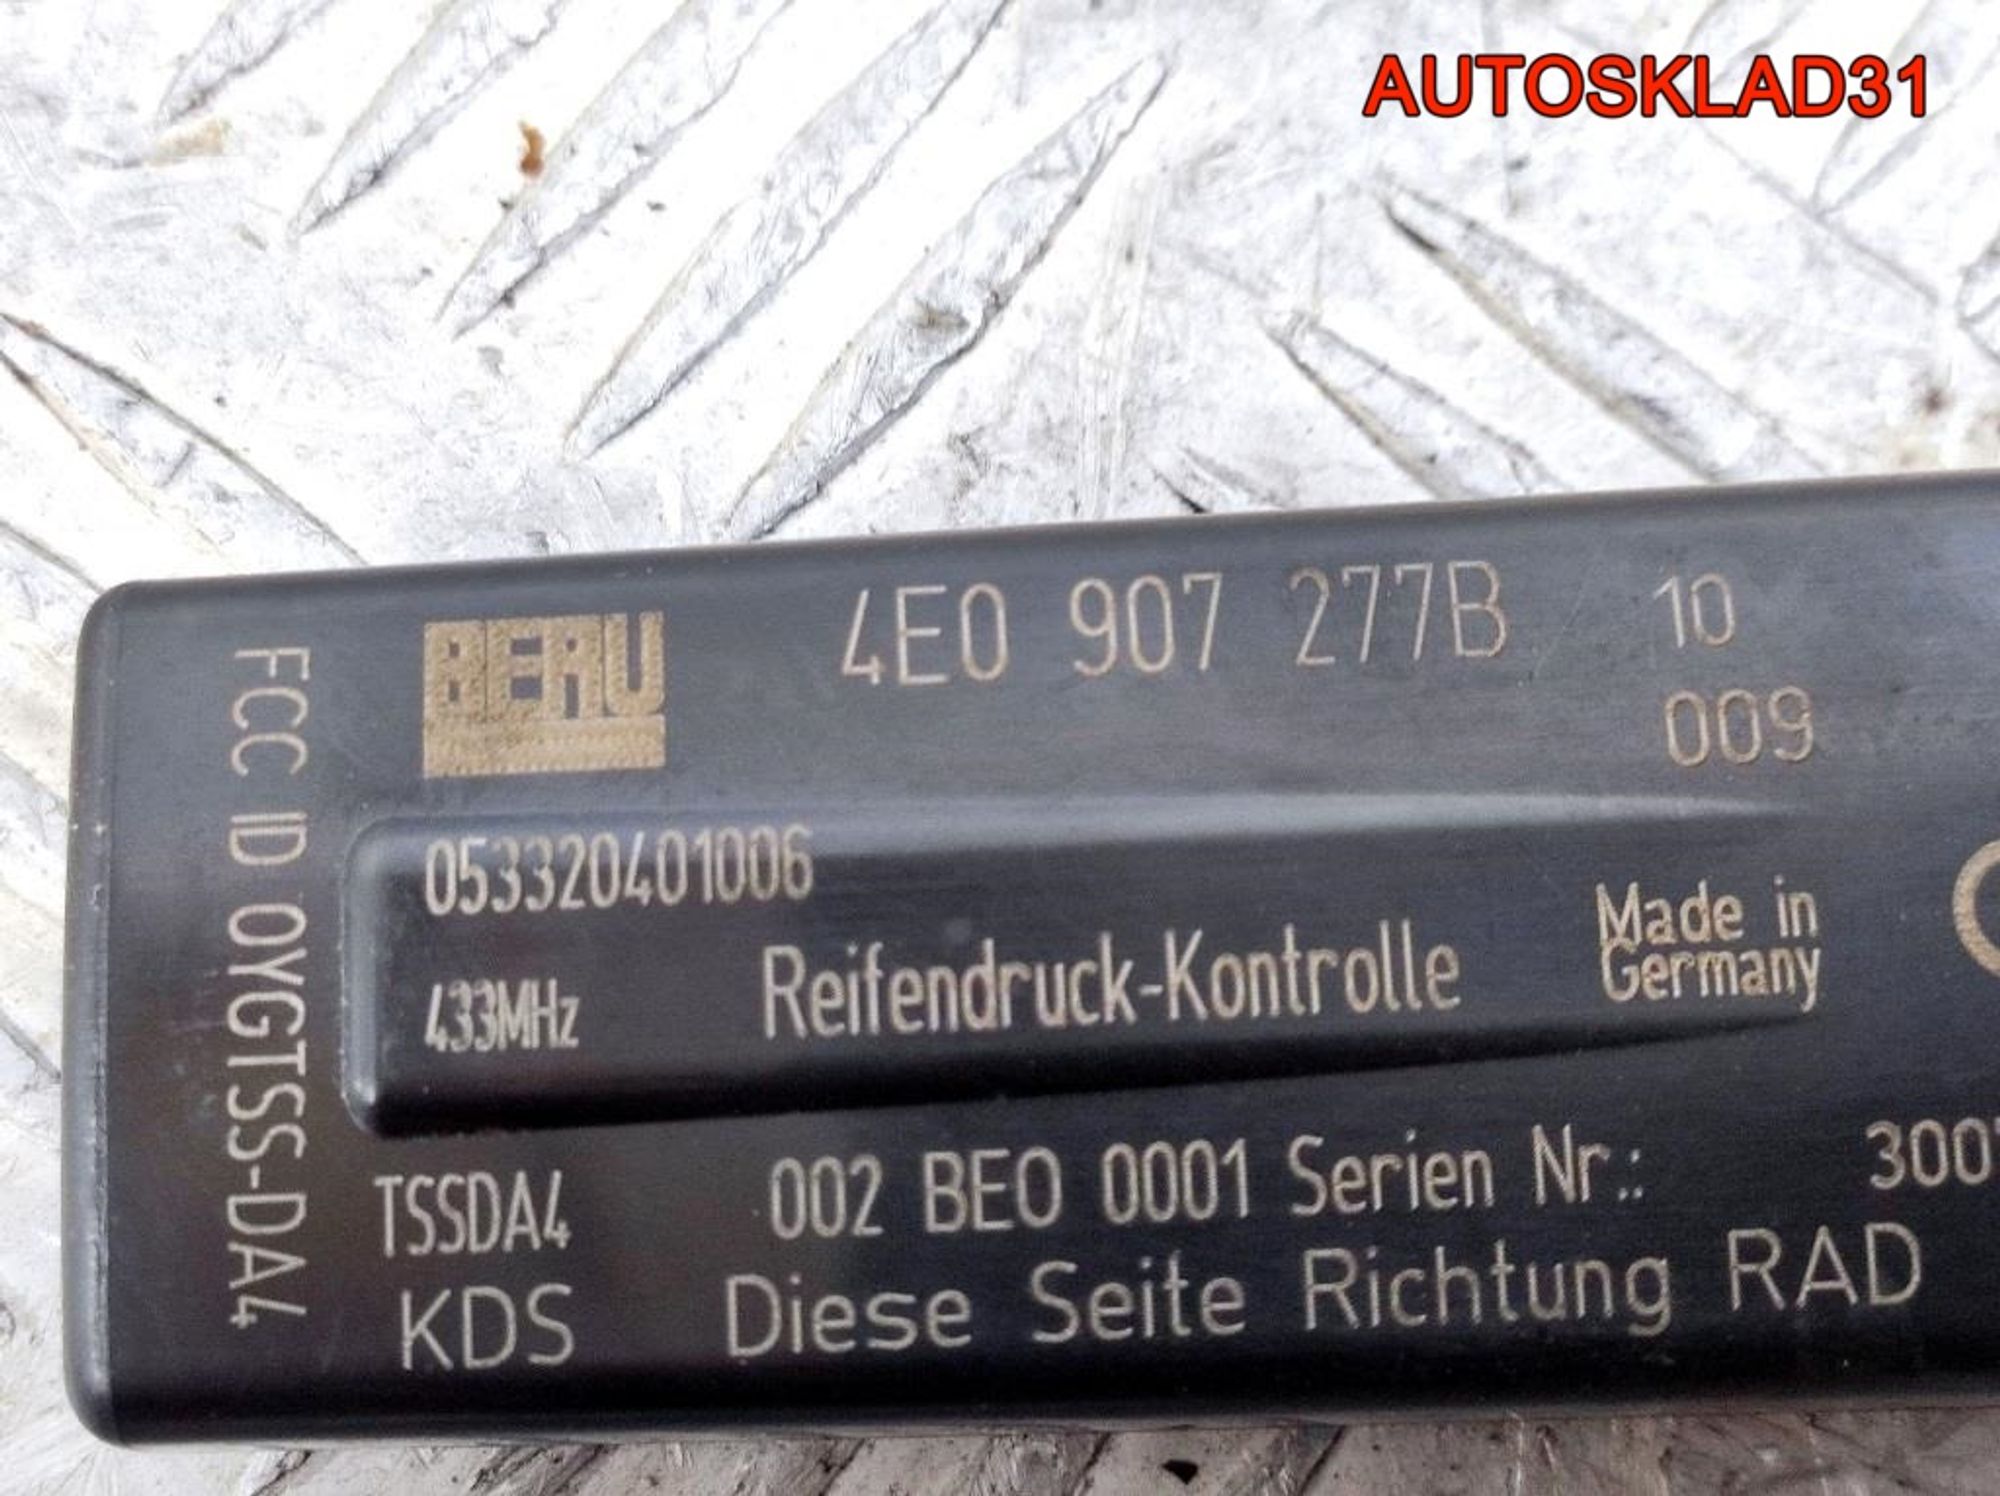 AUTOSKLAD31
BERU
4E0 907 277B 10
009
053320401006
433MHz
Reifendruck-Kontrolle
Made in
Germany
TSSDA4
002 BE0 0001 Serien Nr.:
300
KDS
Diese Seite Richtung RAD
FCC ID OYGTSS-DA4